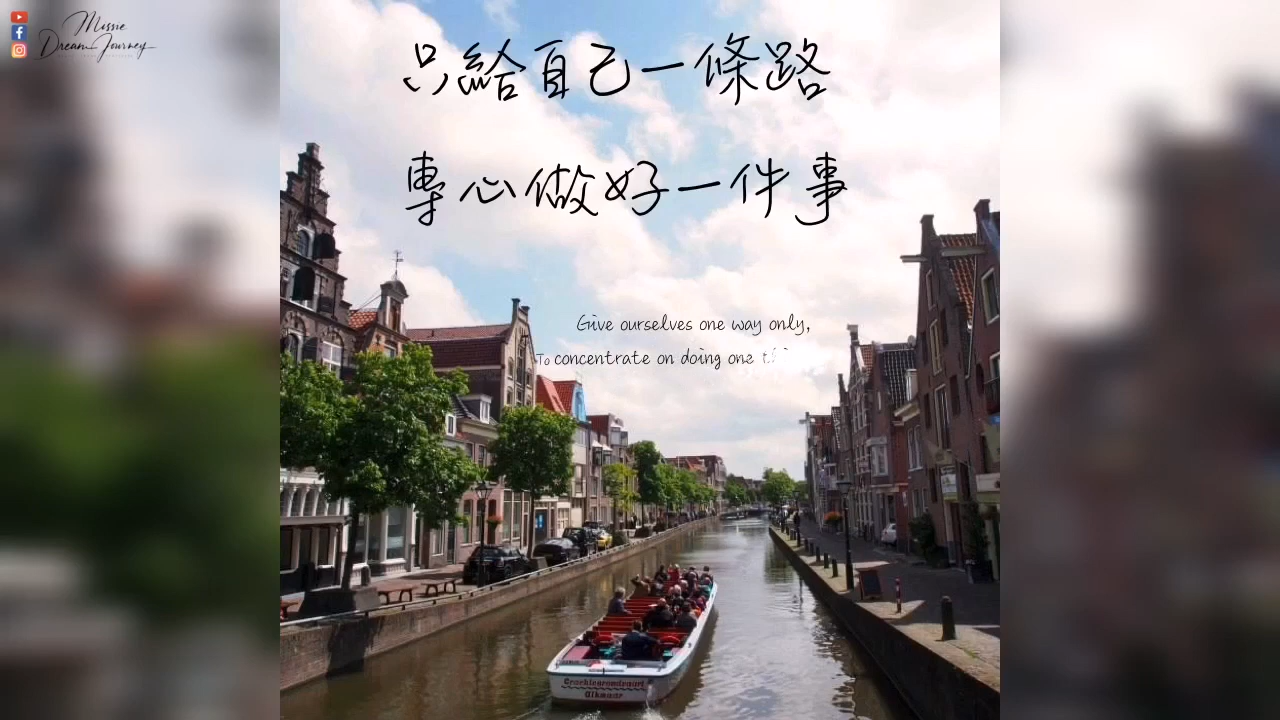 Missie
Dream Journey
只給自己一條路
專心做好一件事
Give ourselves one way only,
To concentrate on doing one
Alkmaar